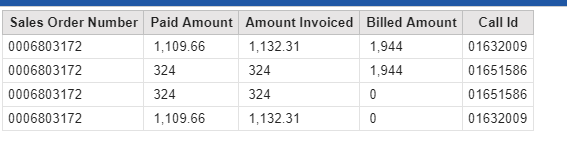 Sales Order Number Paid Amount Amount Invoiced Billed Amount Call Id
0006803172 1,109.66 1,132.31 1,944 01632009
0006803172 324 324 1,944 01651586
0006803172 324 324 0 01651586
0006803172 1,109.66 1,132.31 0 01632009